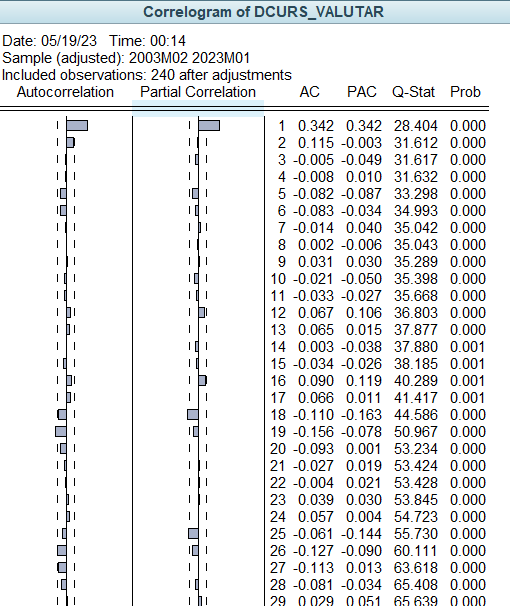 Correlogram of DCURS_VALUTAR
Date: 05/19/23 Time: 00:14
Sample (adjusted): 2003M02 2023M01
Included observations: 240 after adjustments
Autocorrelation Partial Correlation AC PAC Q-Stat Prob
1 0.342 0.342 28.404 0.000
2 0.115 -0.003 31.612 0.000
3 -0.005 -0.049 31.617 0.000
4 -0.008 0.010 31.632 0.000
5 -0.082 -0.087 33.298 0.000
6 -0.083 -0.034 34.993 0.000
7 -0.014 0.040 35.042 0.000
8 0.002 -0.006 35.043 0.000
9 0.031 0.030 35.289 0.000
10 -0.021 -0.050 35.398 0.000
11 -0.033 -0.027 35.668 0.000
12 0.067 0.106 36.803 0.000
13 0.065 0.015 37.877 0.000
14 0.003 -0.038 37.880 0.001
15 -0.034 -0.026 38.185 0.001
16 0.090 0.119 40.289 0.001
17 0.066 0.011 41.417 0.001
18 -0.110 -0.163 44.586 0.000
19 -0.156 -0.078 50.967 0.000
20 -0.093 0.001 53.234 0.000
21 -0.027 0.019 53.424 0.000
22 -0.004 0.021 53.428 0.000
23 0.039 0.030 53.845 0.000
24 0.057 0.004 54.723 0.000
25 -0.061 -0.144 55.730 0.000
26 -0.127 -0.090 60.111 0.000
27 -0.113 0.013 63.618 0.000
28 -0.081 -0.034 65.408 0.000
29 0.029 0.051 65.639 0.000